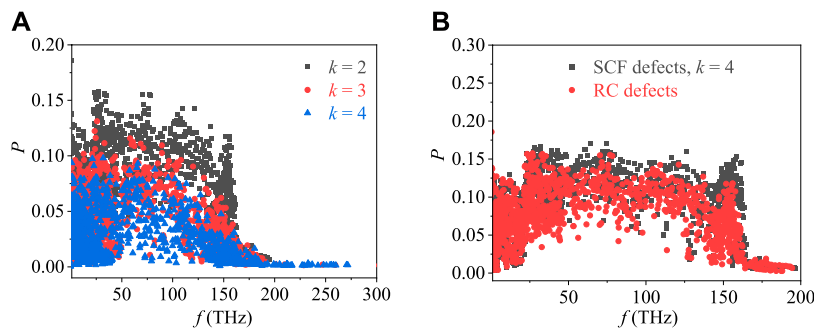 A
P
0.20
0.15
0.10
0.05
0.00
k = 2
k = 3
k = 4
50 100 150 200 250 300
f (THz)
B
P
0.30
0.25
0.20
0.15
0.10
0.05
0.00
SCF defects, k = 4
RC defects
50 100 150 200
f (THz)